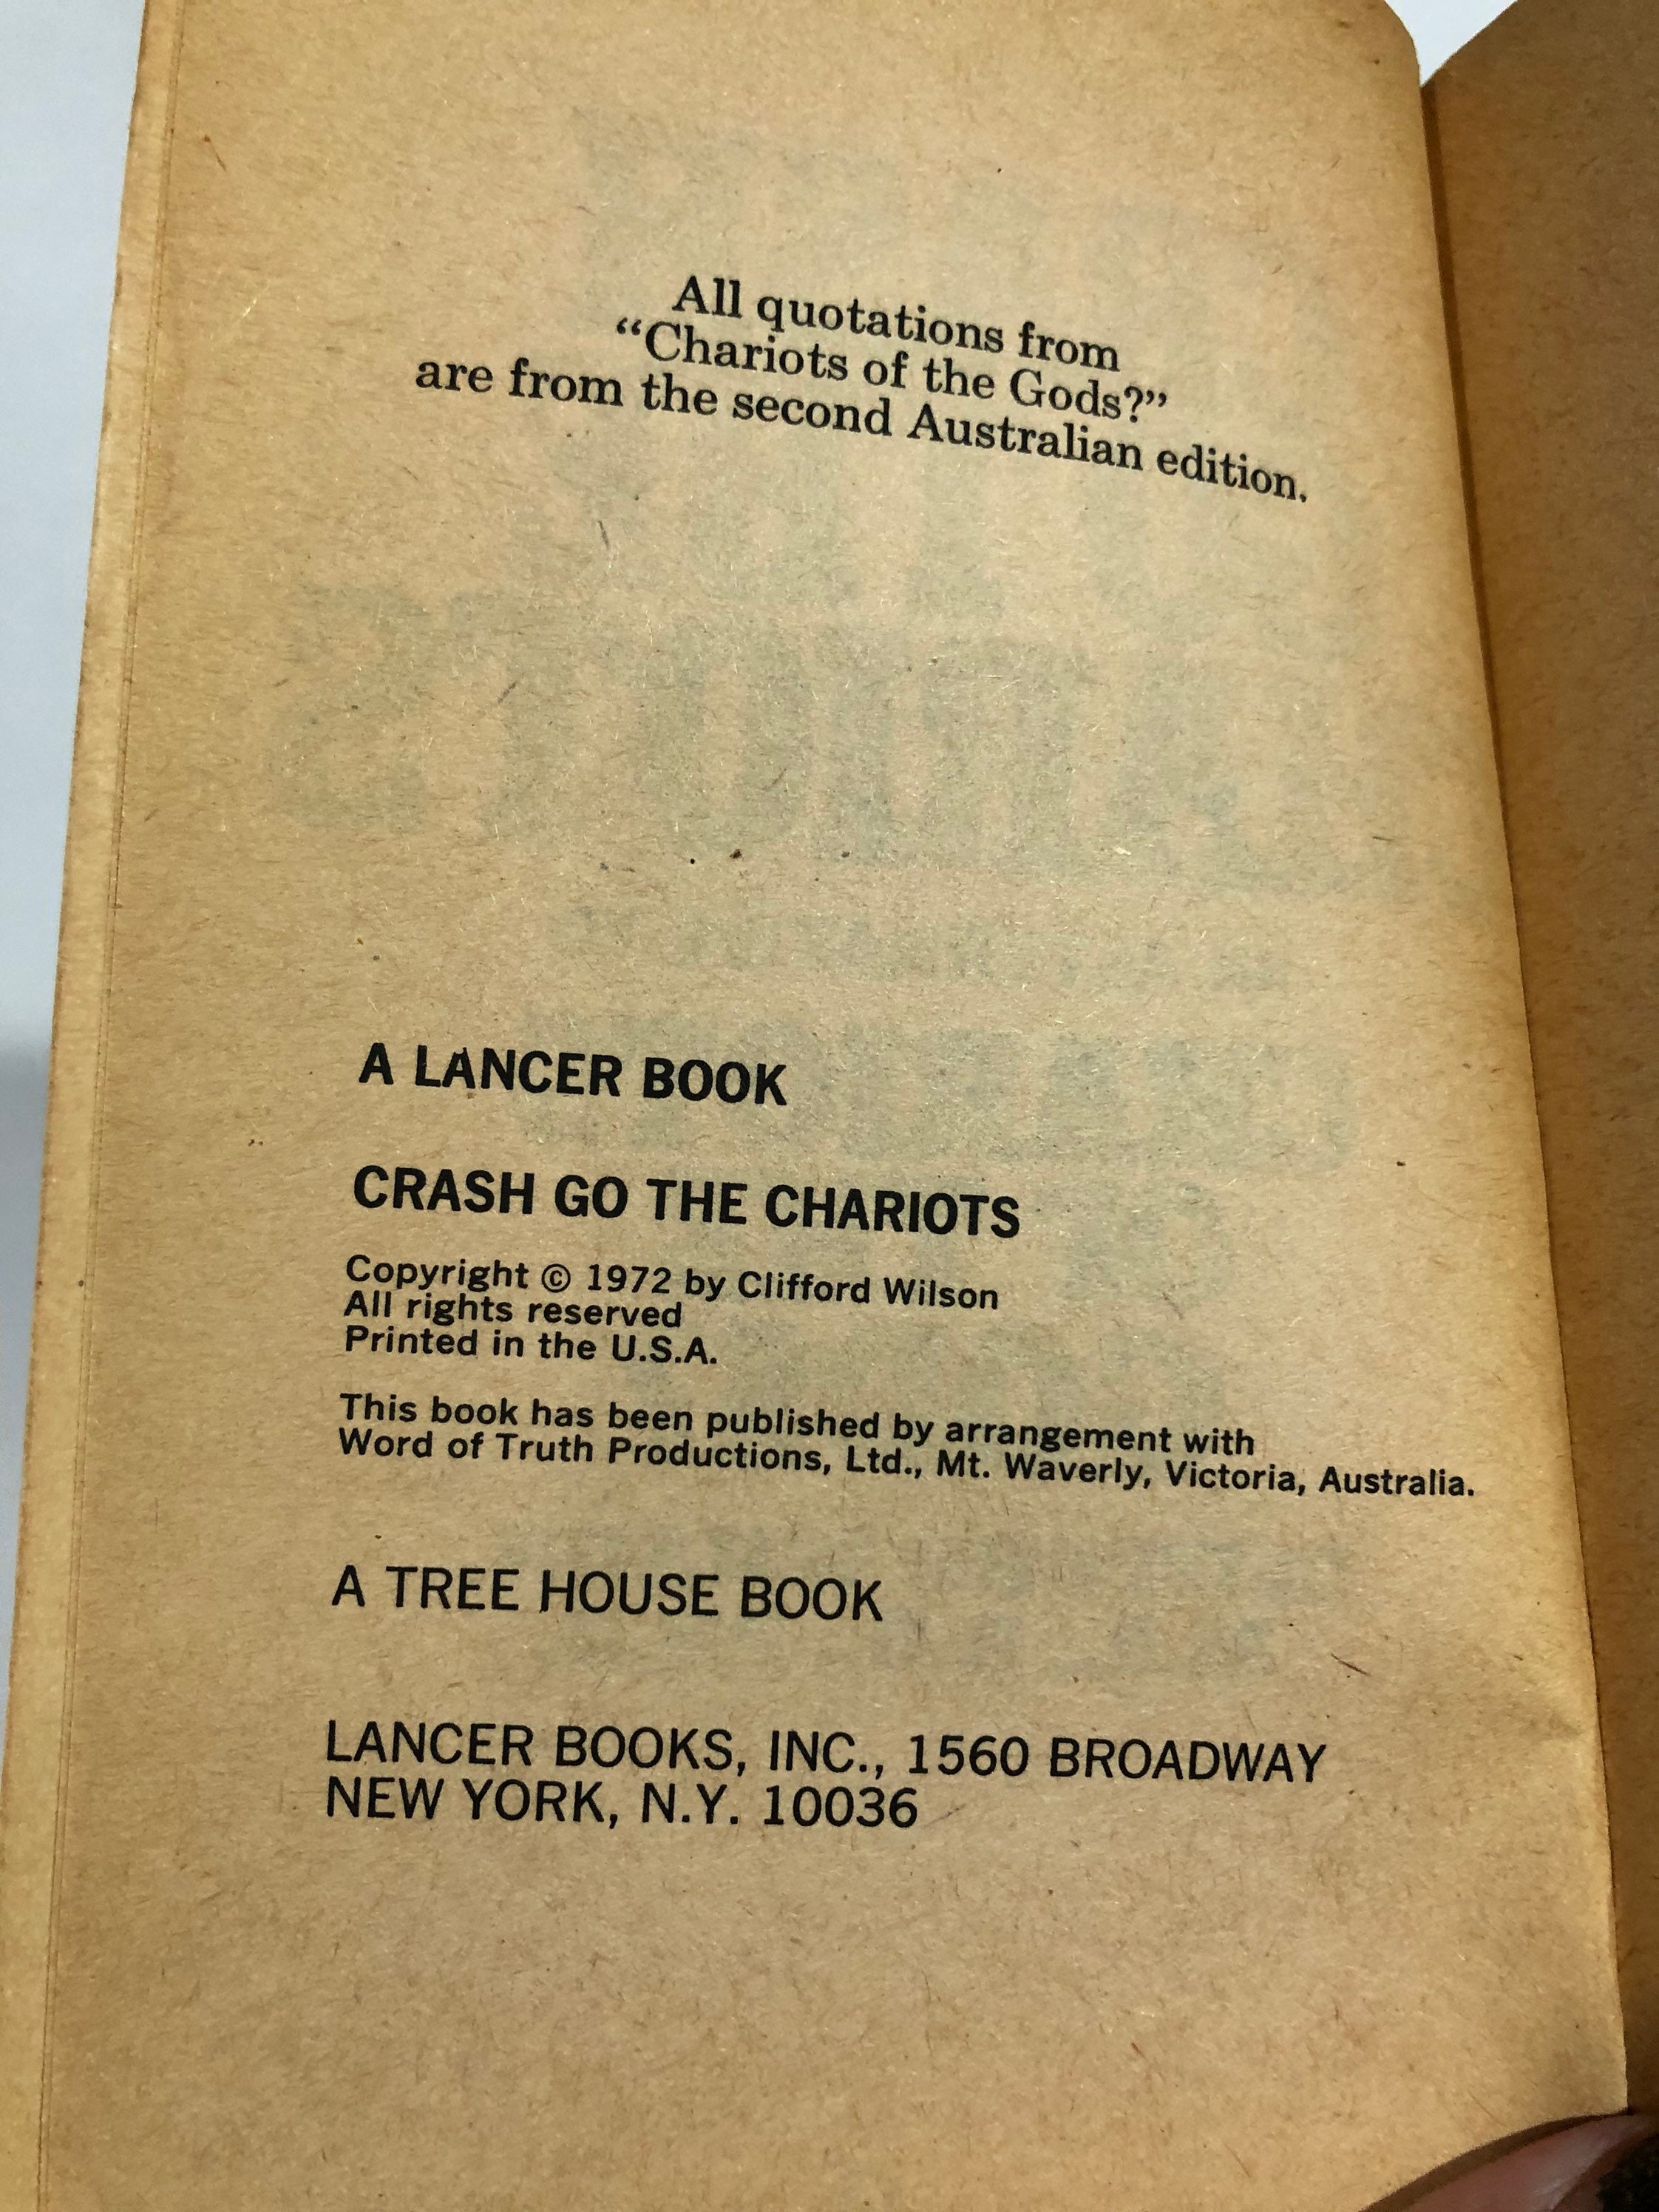 All quotations from
“Chariots of the Gods?”
are from the second Australian edition.
A LANCER BOOK
CRASH GO THE CHARIOTS
Copyright © 1972 by Clifford Wilson
All rights reserved
Printed in the U.S.A.
This book has been published by arrangement with
Word of Truth Productions, Ltd., Mt. Waverly, Victoria, Australia.
A TREE HOUSE BOOK
LANCER BOOKS, INC., 1560 BROADWAY
NEW YORK, N.Y. 10036